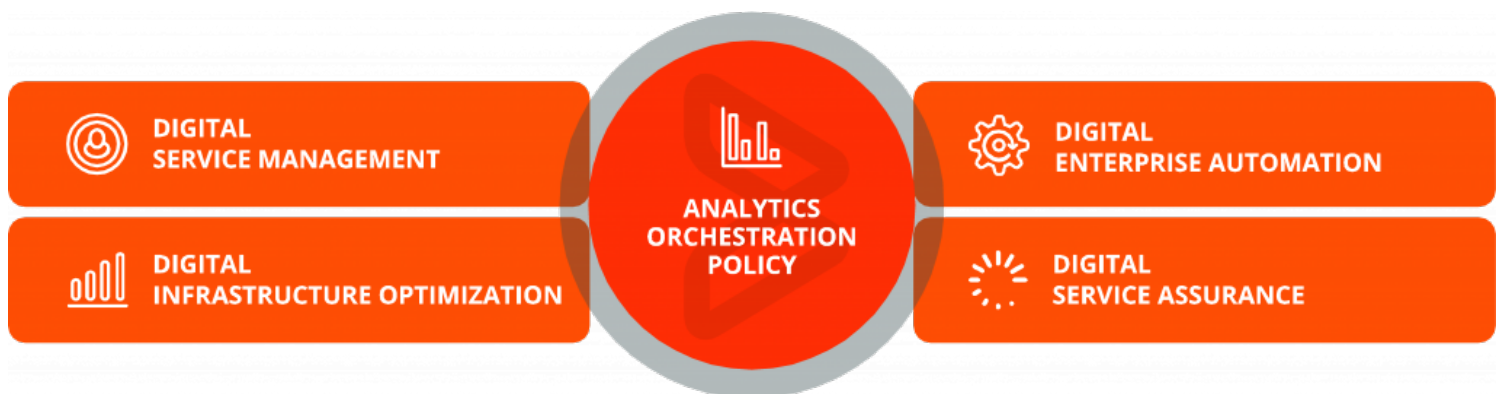 DIGITAL
SERVICE MANAGEMENT
DIGITAL
INFRASTRUCTURE OPTIMIZATION
ANALYTICS
ORCHESTRATION
POLICY
DIGITAL
ENTERPRISE AUTOMATION
DIGITAL
SERVICE ASSURANCE